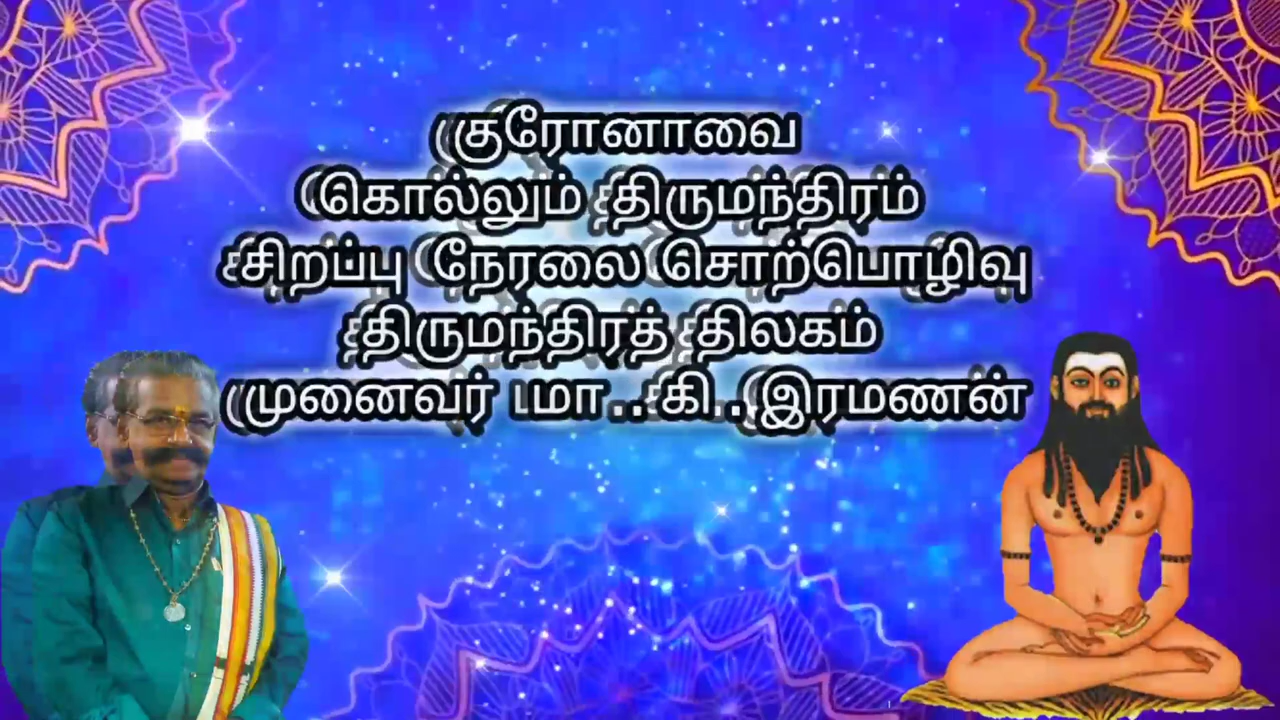 குரோனாவை
கொல்லும் திருமந்திரம்
சிறப்பு நேரலை சொற்பொழிவு
திருமந்திரத் திலகம்
முனைவர் மா..கி..இரமணன்